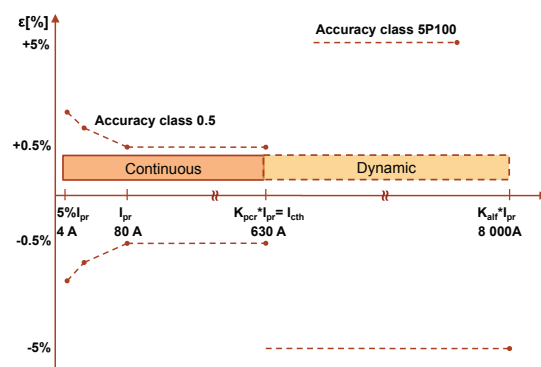 ε[%]
+5%
Accuracy class 5P100
Accuracy class 0.5
+0.5%
Continuous
Dynamic
5%Ipr
Ipr
Kpcr*Ipr= Icth
Kalf*Ipr
4 A
80 A
630 A
8 000A
-0.5%
-5%